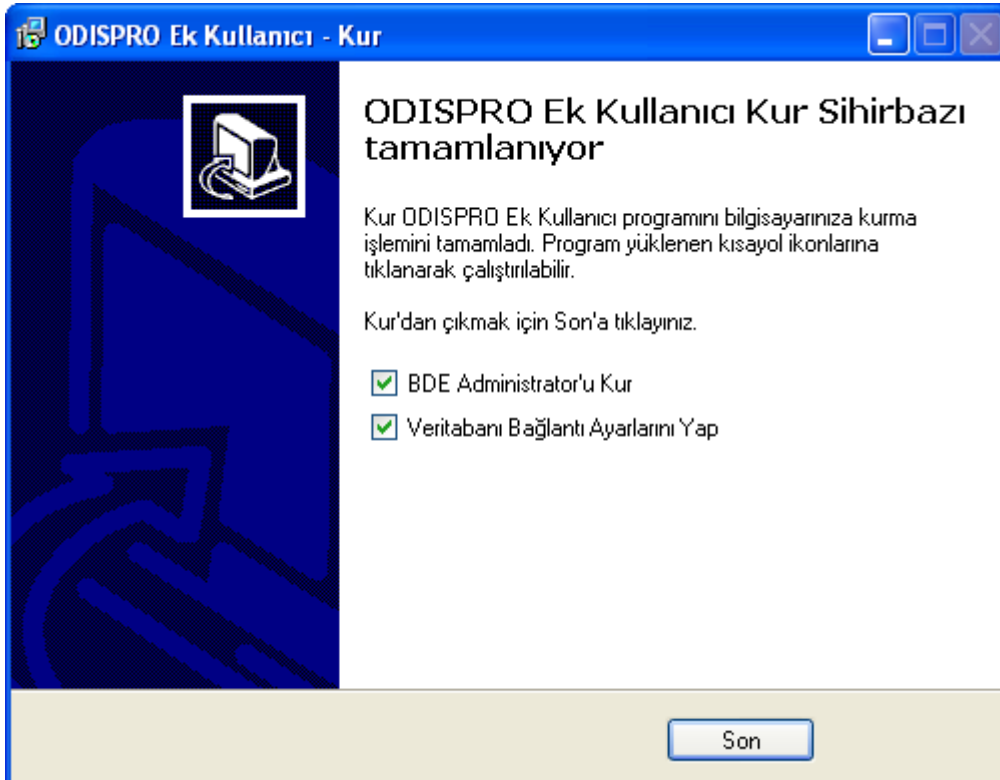 ODISPRO Ek Kullanıcı - Kur
ODISPRO Ek Kullanıcı Kur Sihirbazı
tamamlanıyor
Kur ODISPRO Ek Kullanıcı programını bilgisayarınıza kurma
işlemini tamamladı. Program yüklenen kısayol ikonlarına
tıklanarak çalıştırılabilir.
Kur'dan çıkmak için Son'a tıklayınız.
BDE Administrator'u Kur
Veritabanı Bağlantı Ayarlarını Yap
Son